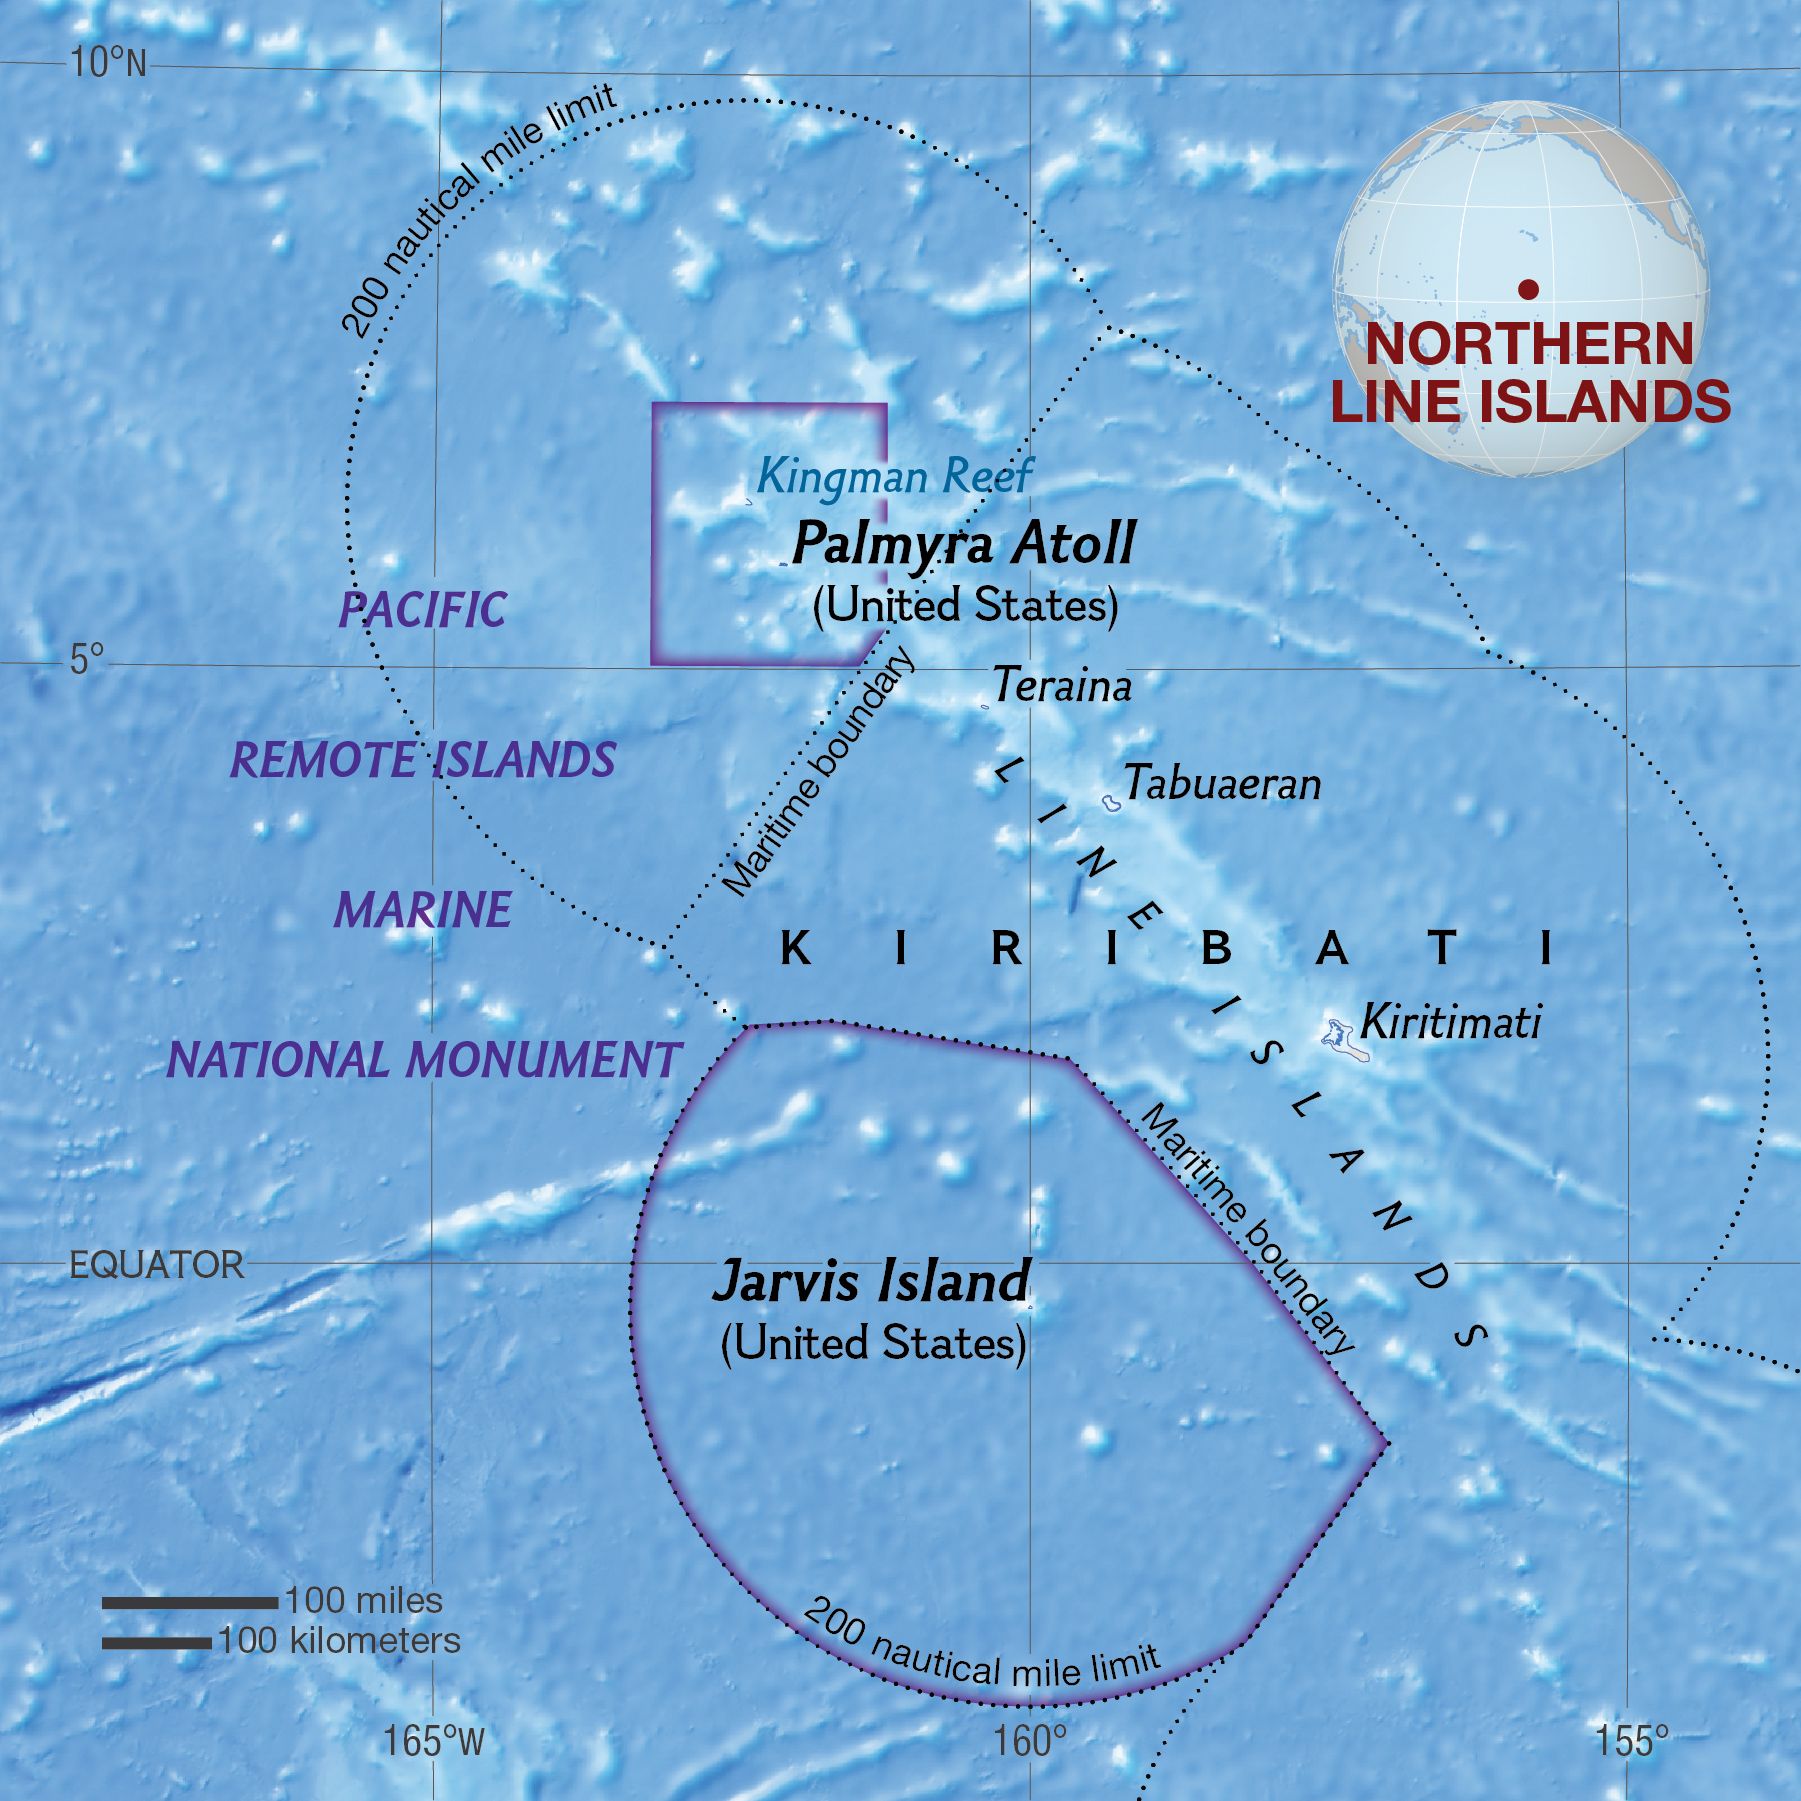 10°N
200 nautical mile limit
NORTHERN
LINE ISLANDS
Kingman Reef
Palmyra Atoll
(United States)
PACIFIC
5°
Teraina
Maritime boundary
REMOTE ISLANDS
Tabuaeran
LINE ISLANDS
MARINE
KIRIBATI
Kiritimati
NATIONAL MONUMENT
Maritime boundary
EQUATOR
Jarvis Island
(United States)
200 nautical mile limit
100 miles
100 kilometers
165°W
160°
155°